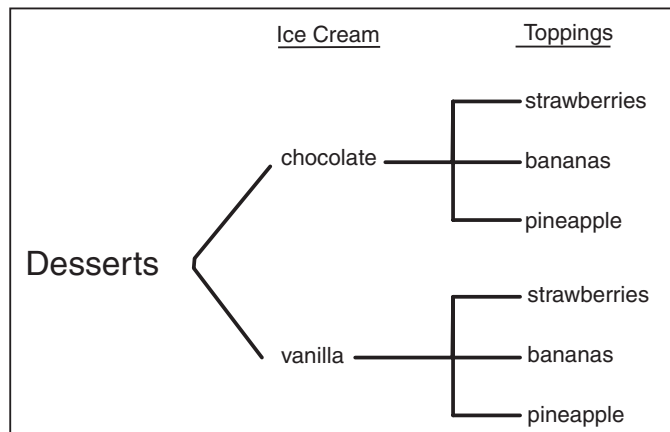 Ice Cream Toppings
strawberries
chocolate bananas
pineapple
Desserts
strawberries
vanilla bananas
pineapple